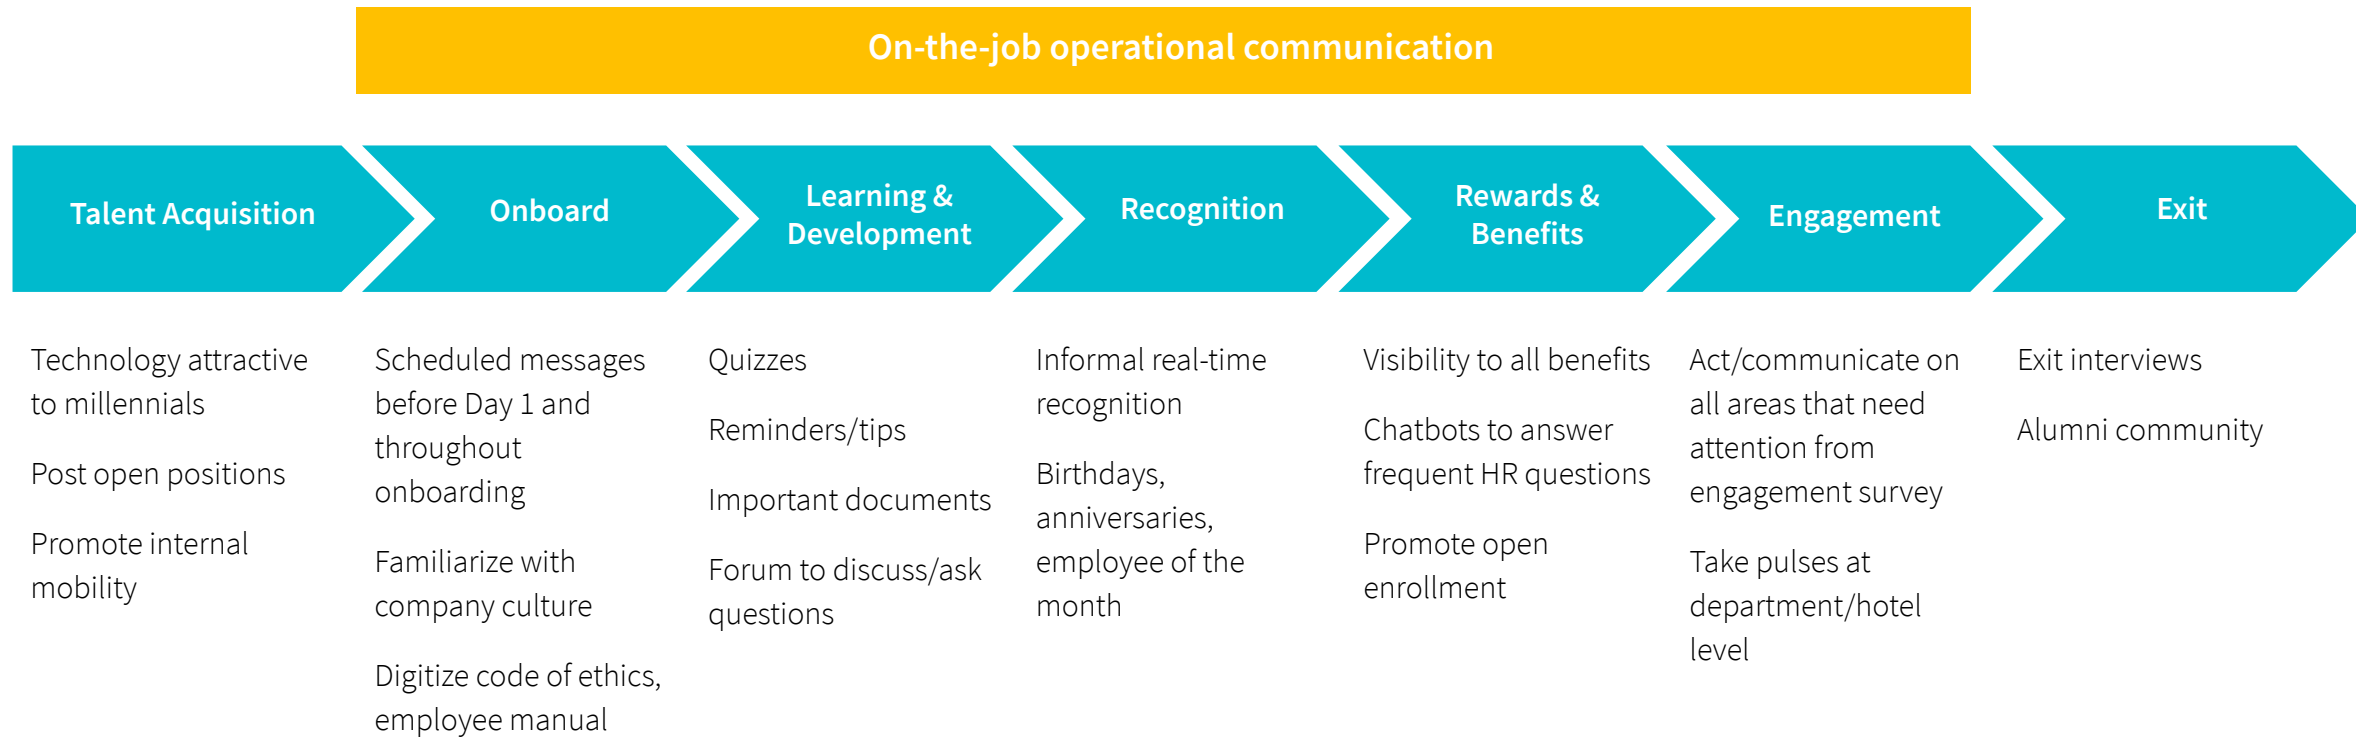 On-the-job operational communication
Talent Acquisition
Onboard
Learning &
Development
Recognition
Rewards &
Benefits
Engagement
Exit
Technology attractive
to millennials
Post open positions
Promote internal
mobility
Scheduled messages
before Day 1 and
throughout
onboarding
Familiarize with
company culture
Digitize code of ethics,
employee manual
Quizzes
Reminders/tips
Important documents
Forum to discuss/ask
questions
Informal real-time
recognition
Birthdays,
anniversaries,
employee of the
month
Visibility to all benefits
Chatbots to answer
frequent HR questions
Promote open
enrollment
Act/communicate on
all areas that need
attention from
engagement survey
Take pulses at
department/hotel
level
Exit interviews
Alumni community